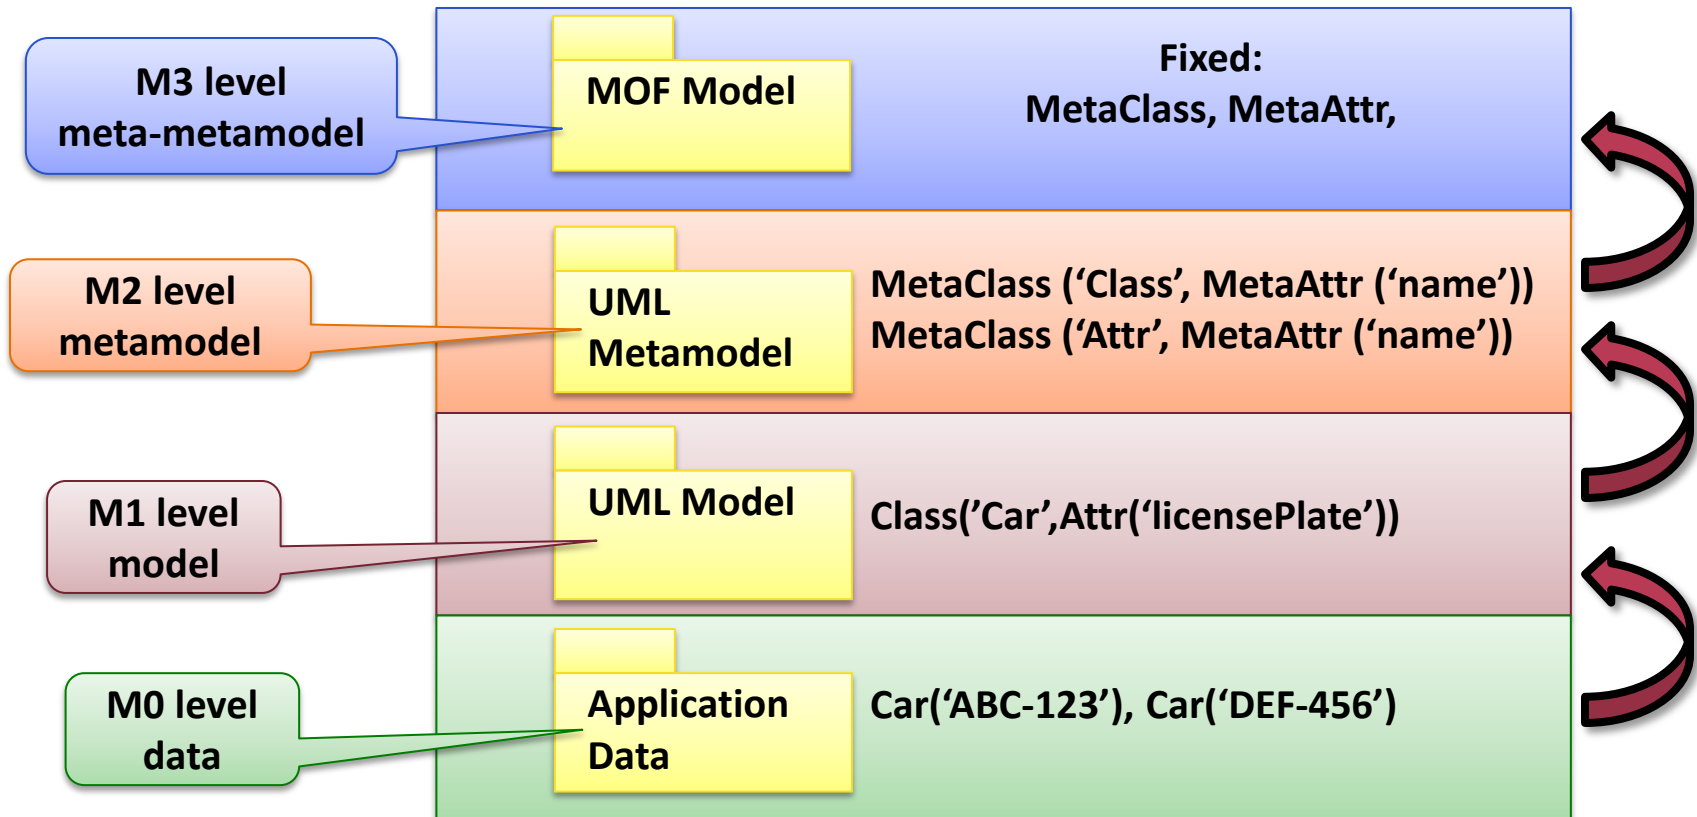 M3 level
meta-metamodel
MOF Model
Fixed:
MetaClass, MetaAttr,
M2 level
metamodel
UML
Metamodel
MetaClass (‘Class’, MetaAttr (‘name’))
MetaClass (‘Attr’, MetaAttr (‘name’))
M1 level
model
UML Model
Class(’Car’,Attr(‘licensePlate’))
M0 level
data
Application
Data
Car(‘ABC-123’), Car(‘DEF-456’)